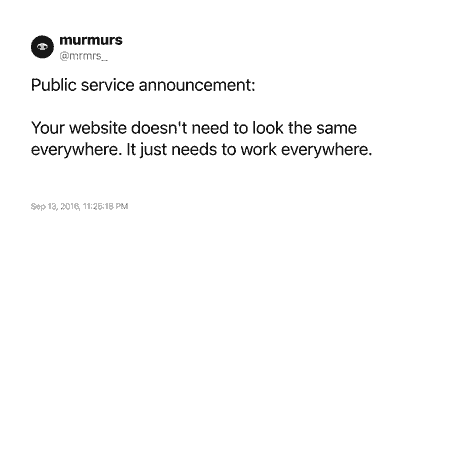 murmurs
@mrmrs_
Public service announcement:
Your website doesn't need to look the same
everywhere. It just needs to work everywhere.
Sep 13, 2016, 11:25:18 PM